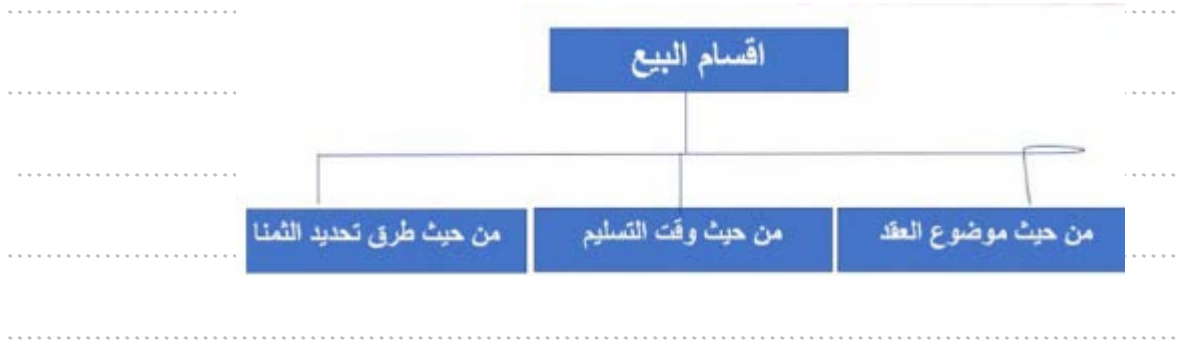 اقسام البيع
من حيث موضوع العقد
من حيث وقت التسليم
من حيث طرق تحديد الثمنا